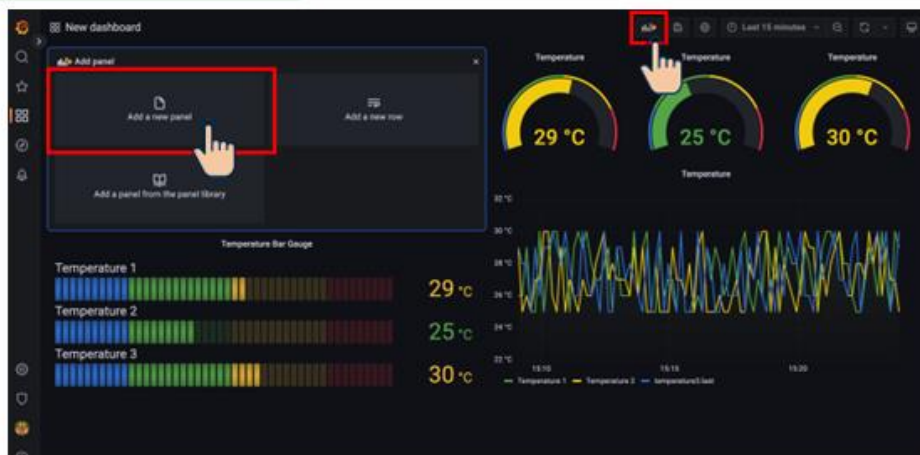 New dashboard
Last 15 minutes
Add panel
Add a new panel
Add a new row
Add a panel from the panel library
Temperature
Temperature
Temperature
29 °C
25 °C
30 °C
Temperature
32 °C
30 °C
28 °C
26 °C
24 °C
22 °C
15:10
15:15
15:20
Temperature 1
Temperature 2
temperature3.last
Temperature Bar Gauge
Temperature 1
29 °C
Temperature 2
25 °C
Temperature 3
30 °C